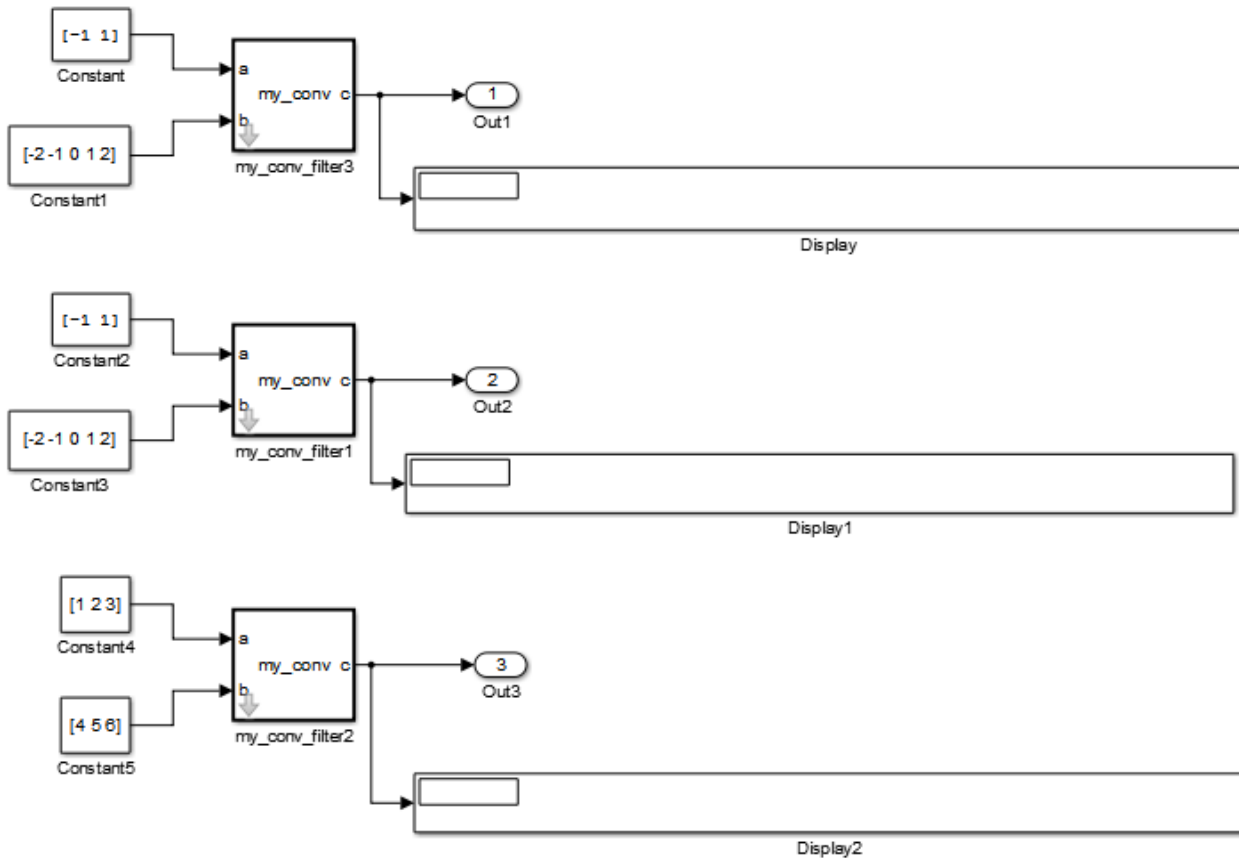 [-1 1]
Constant
a
my_conv c
b
my_conv_filter3
1
Out1
[-2 -1 0 1 2]
Constant1
Display
[-1 1]
Constant2
a
my_conv c
b
my_conv_filter1
2
Out2
[-2 -1 0 1 2]
Constant3
Display1
[1 2 3]
Constant4
a
my_conv c
b
my_conv_filter2
3
Out3
[4 5 6]
Constant5
Display2